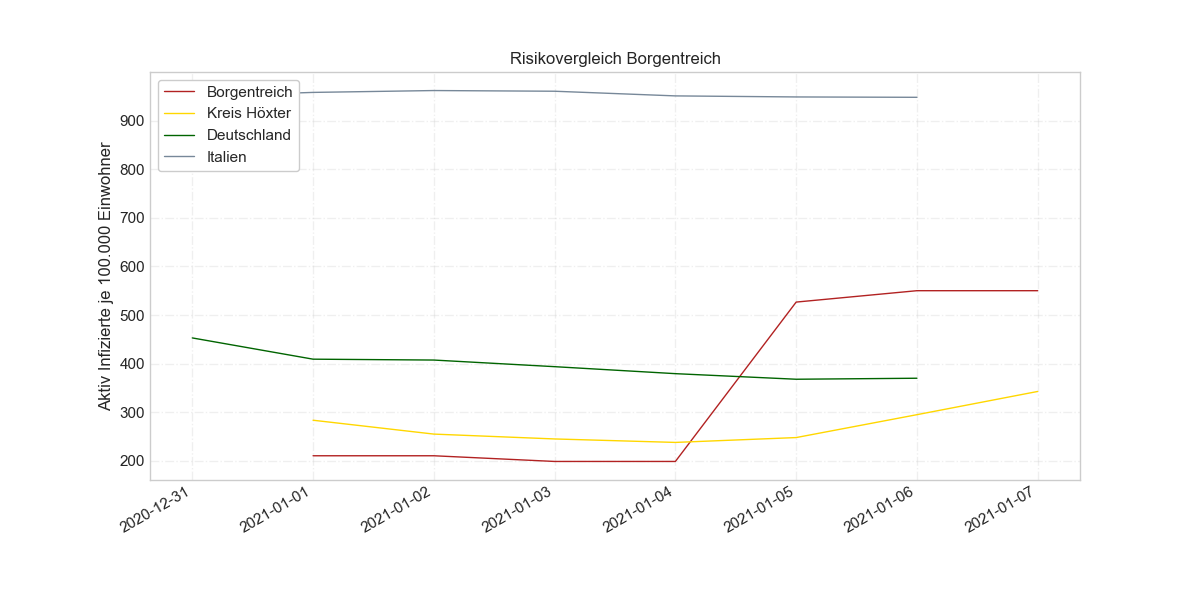 Risikovergleich Borgentreich
Borgentreich
Kreis Höxter
Deutschland
Italien
Aktiv Infizierte je 100.000 Einwohner
900
800
700
600
500
400
300
200
2020-12-31
2021-01-01
2021-01-02
2021-01-03
2021-01-04
2021-01-05
2021-01-06
2021-01-07